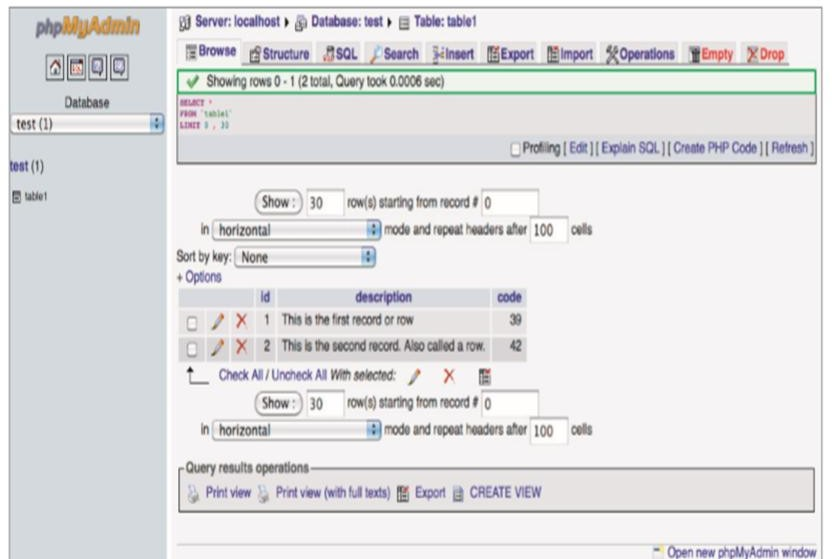 phpMyAdmin
Database
test (1)
test (1)
table1
Server: localhost Database: test Table: table1
Browse Structure SQL Search Insert Export Import Operations Empty Drop
Showing rows 0 - 1 (2 total, Query took 0.0006 sec)
SELECT *
FROM `table1`
LIMIT 0 , 30
Profiling [ Edit ] [ Explain SQL ] [ Create PHP Code ] [ Refresh ]
Show : 30 row(s) starting from record # 0
in horizontal mode and repeat headers after 100 cells
Sort by key: None
+ Options
id description code
1 This is the first record or row 39
2 This is the second record. Also called a row. 42
Check All / Uncheck All With selected:
Show : 30 row(s) starting from record # 0
in horizontal mode and repeat headers after 100 cells
Query results operations
Print view Print view (with full texts) Export CREATE VIEW
Open new phpMyAdmin window